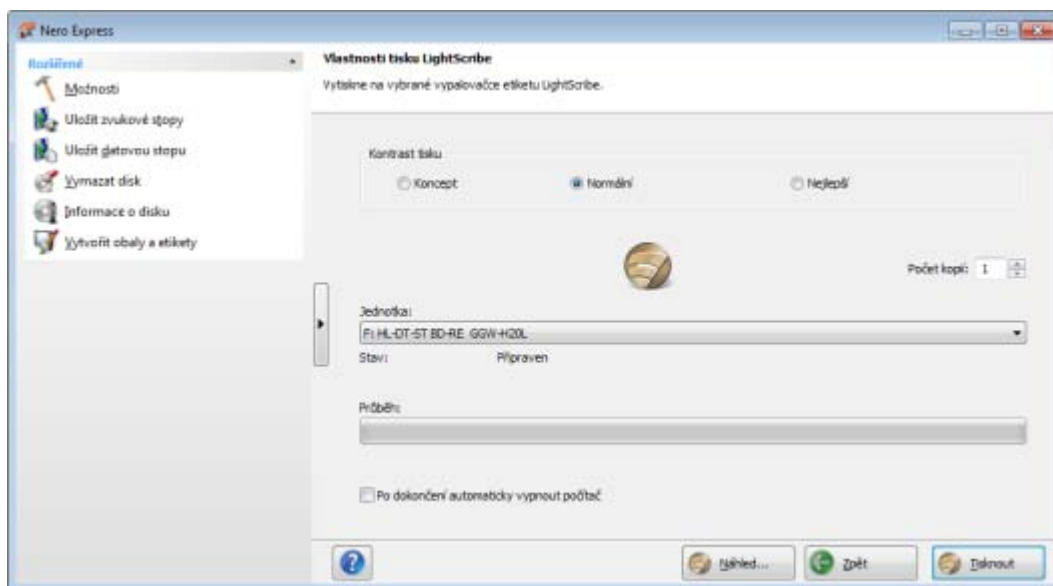 Nero Express
Rozšířené
Možnosti
Uložit zvukové stopy
Uložit datovou stopu
Vymazat disk
Informace o disku
Vytvořit obaly a etikety
Vlastnosti tisku LightScribe
Vytiskne na vybrané vypalovačce etiketu LightScribe.
Kontrast tisku
Koncept
Normální
Nejlepší
Počet kopií: 1
Jednotka:
F: HL-DT-ST BD-RE GGW-H20L
Stav: Připraven
Průběh:
Po dokončení automaticky vypnout počítač
Náhled...
Zpět
Tisknout